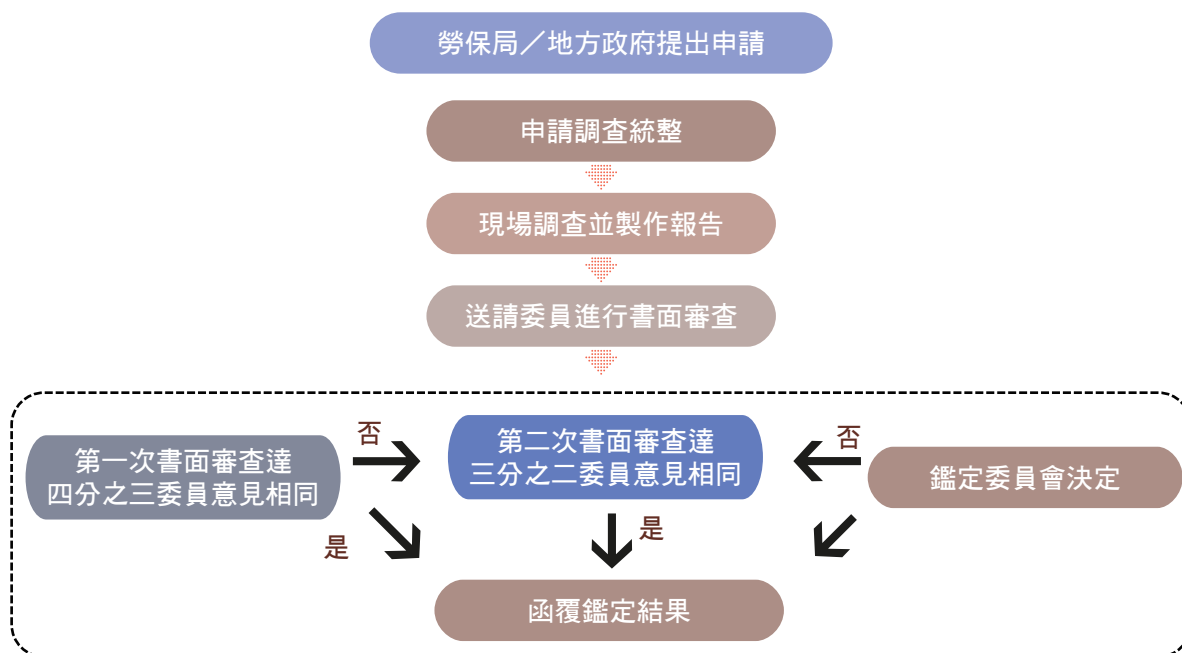 勞保局／地方政府提出申請
申請調查統整
現場調查並製作報告
送請委員進行書面審查
第一次書面審查達
四分之三委員意見相同
否
是
第二次書面審查達
三分之二委員意見相同
是
否
鑑定委員會決定
函覆鑑定結果